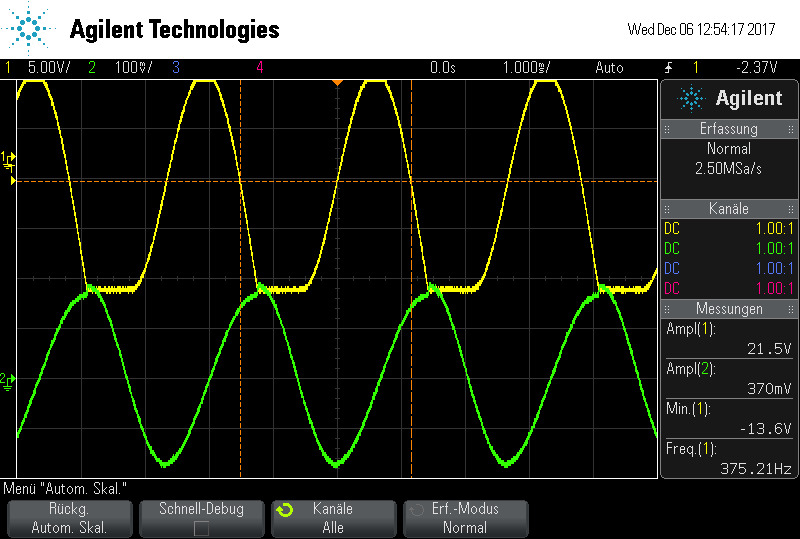 Agilent Technologies
Wed Dec 06 12:54:17 2017
1 5.00V/ 2 100mV/ 3 4 0.0s 1.000ms/ Auto 1 -2.37V
Agilent
Erfassung
Normal
2.50MSa/s
Kanäle
DC 1.00:1
DC 1.00:1
DC 1.00:1
DC 1.00:1
Messungen
Ampl(1):
21.5V
Ampl(2):
370mV
Min.(1):
-13.6V
Freq.(1):
375.21Hz
1
2
Menü "Autom. Skal."
Rückg.
Autom. Skal.
Schnell-Debug
Kanäle
Alle
Erf.-Modus
Normal